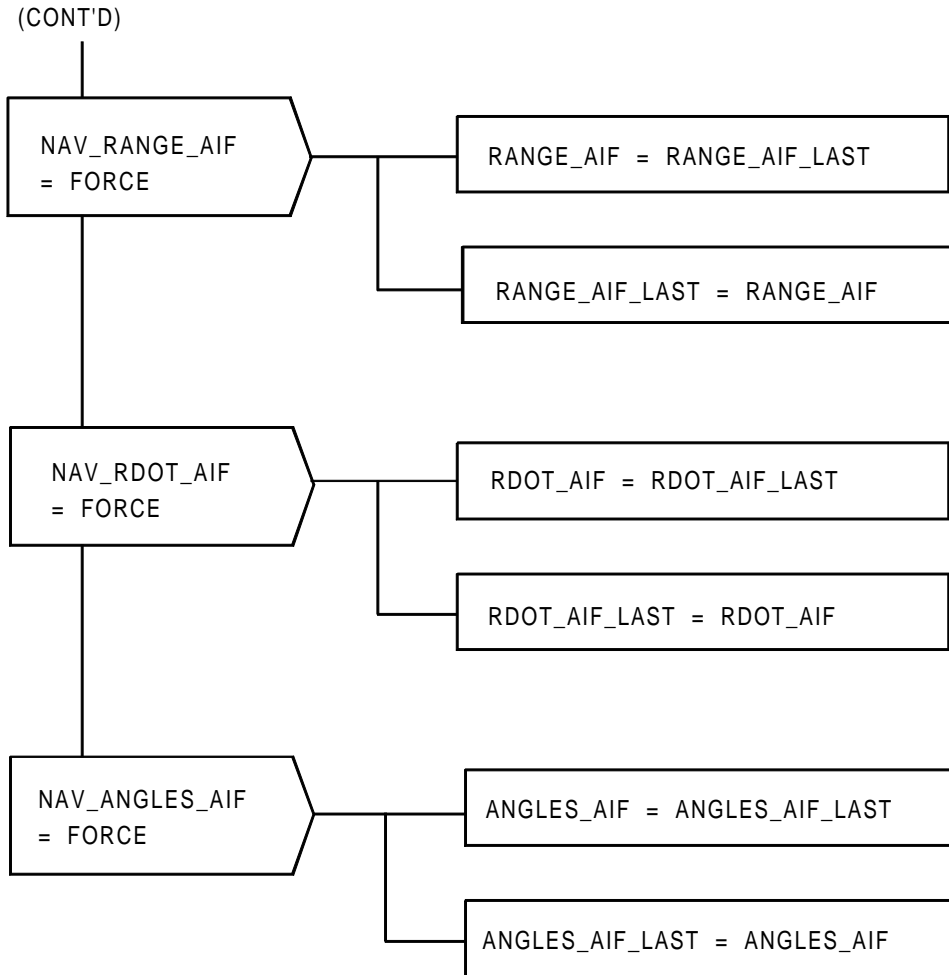 (CONT'D)
NAV_RANGE_AIF
= FORCE
RANGE_AIF = RANGE_AIF_LAST
RANGE_AIF_LAST = RANGE_AIF
NAV_RDOT_AIF
= FORCE
RDOT_AIF = RDOT_AIF_LAST
RDOT_AIF_LAST = RDOT_AIF
NAV_ANGLES_AIF
= FORCE
ANGLES_AIF = ANGLES_AIF_LAST
ANGLES_AIF_LAST = ANGLES_AIF